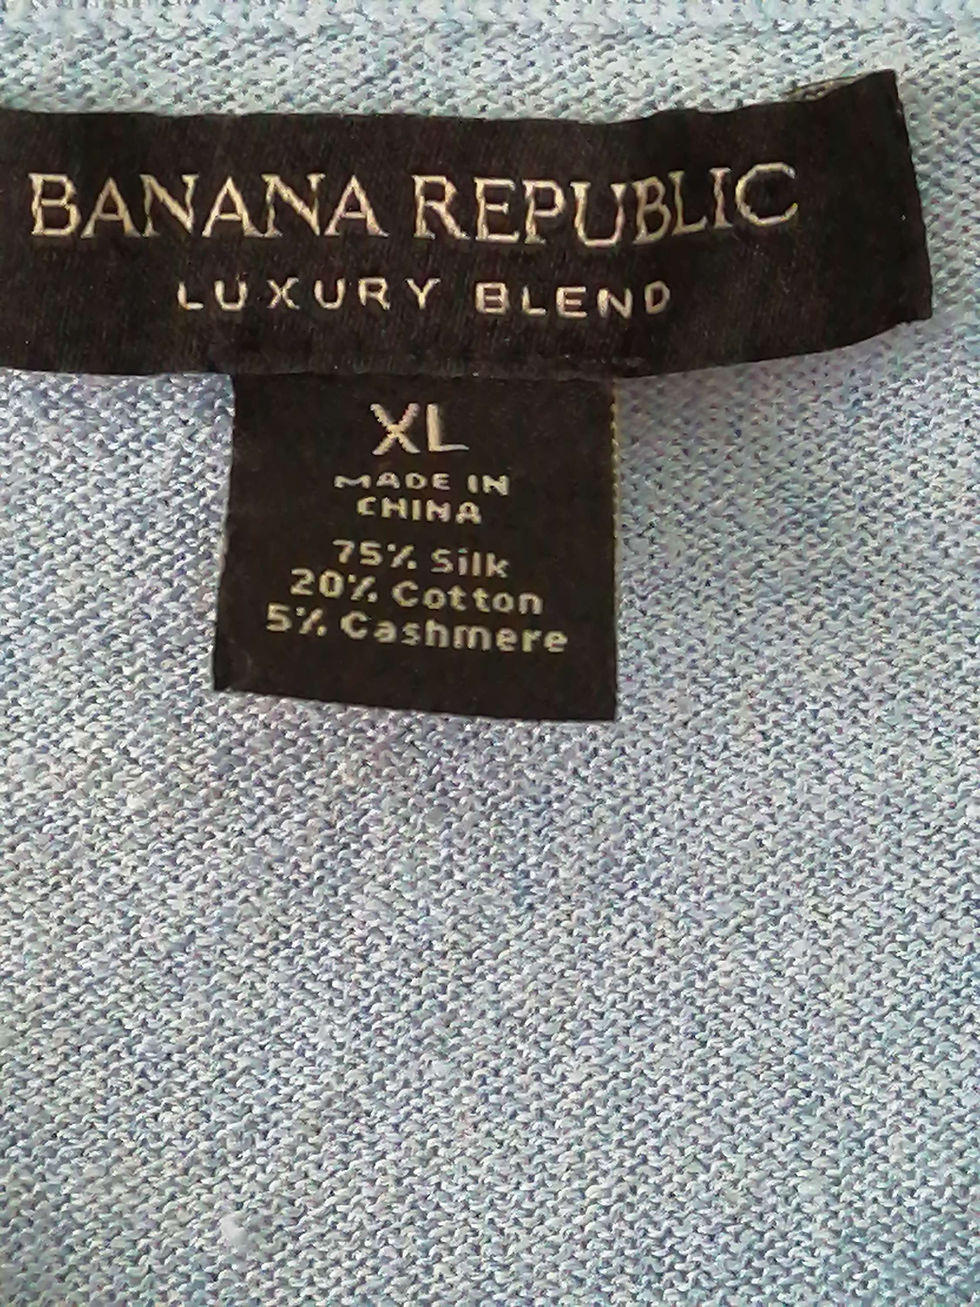 BANANA REPUBLIC
LUXURY BLEND
XL
MADE IN
CHINA
75% Silk
20% Cotton
5% Cashmere